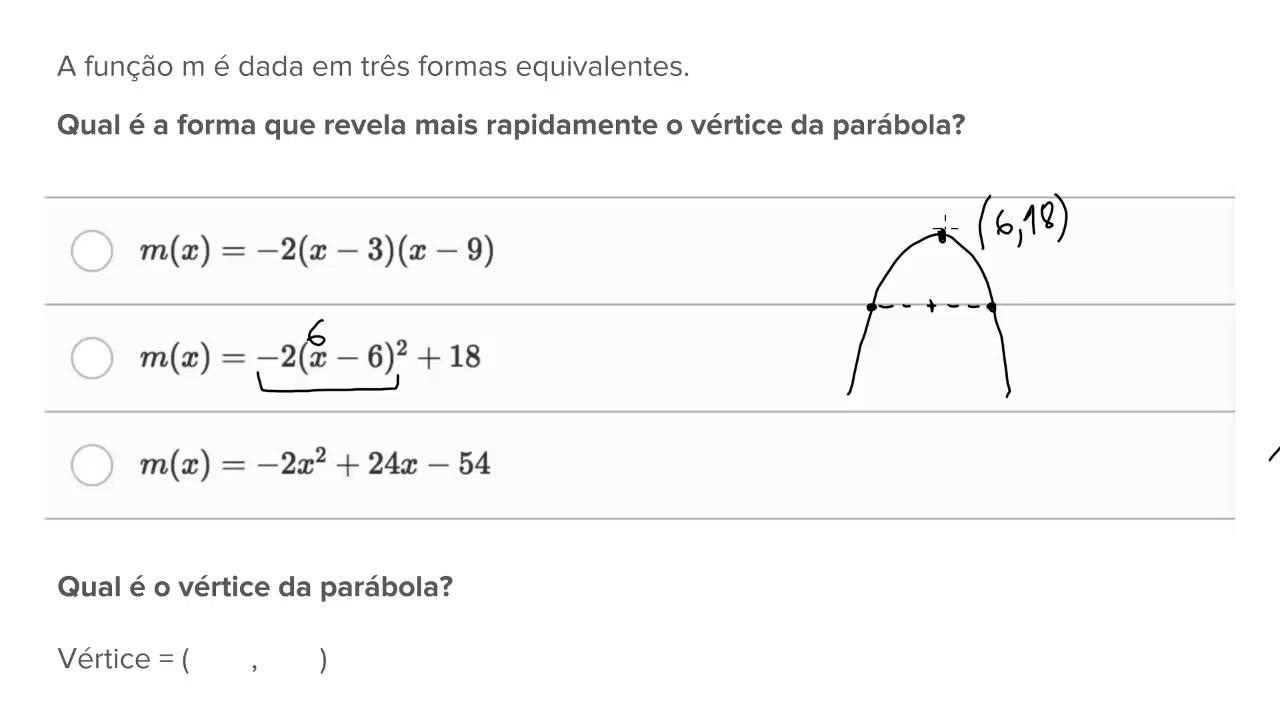 A função m é dada em três formas equivalentes.
Qual é a forma que revela mais rapidamente o vértice da parábola?
(6,18)
m(x) = −2(x − 3)(x − 9)
6
m(x) = −2(x − 6)² + 18
m(x) = −2x² + 24x − 54
Qual é o vértice da parábola?
Vértice = ( , )